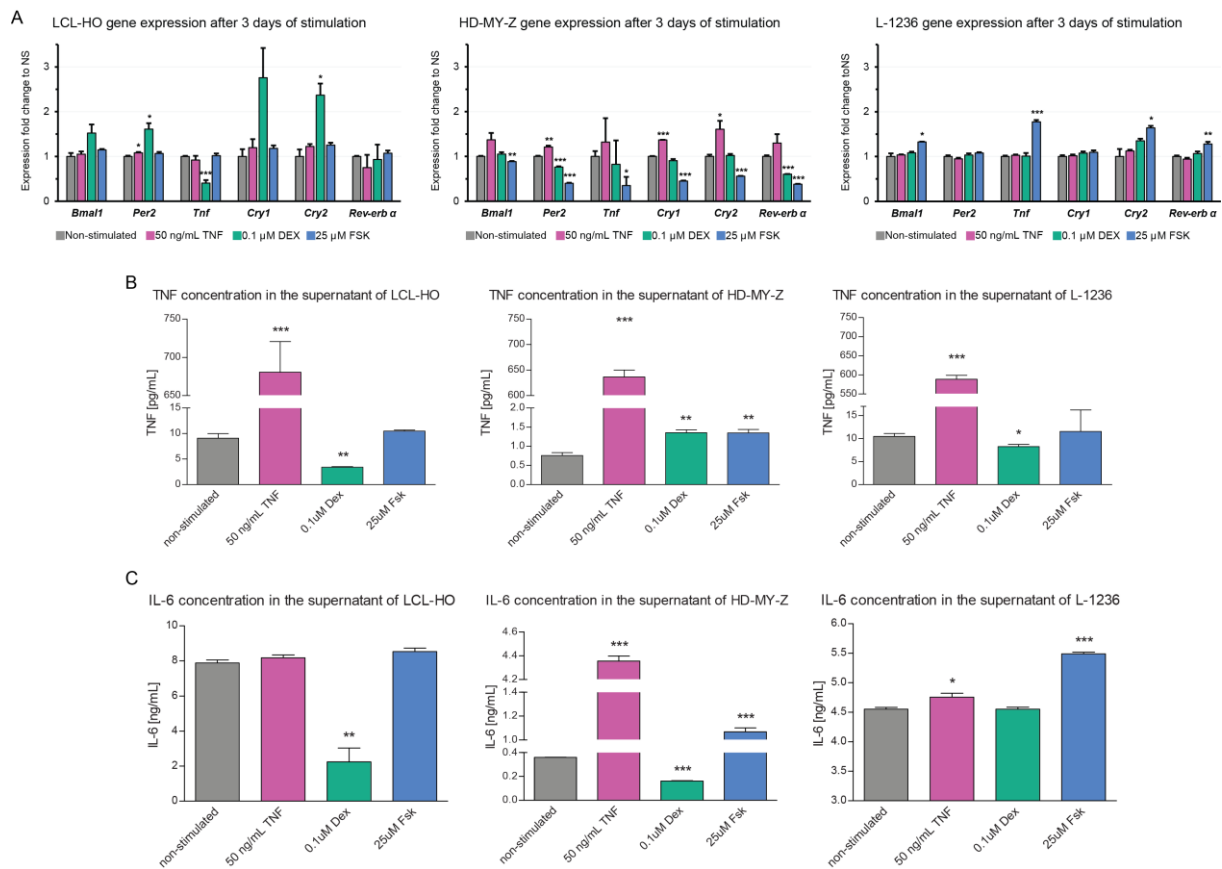 A
LCL-HO gene expression after 3 days of stimulation
Expression fold change to NS
3
2
1
0
* * *** *
Bmal1 Per2 Tnf Cry1 Cry2 Rev-erb α
Non-stimulated 50 ng/mL TNF 0.1 μM DEX 25 μM FSK
HD-MY-Z gene expression after 3 days of stimulation
Expression fold change to NS
3
2
1
0
** ** *** *** * *** *** * *** *** ***
Bmal1 Per2 Tnf Cry1 Cry2 Rev-erb α
Non-stimulated 50 ng/mL TNF 0.1 μM DEX 25 μM FSK
L-1236 gene expression after 3 days of stimulation
Expression fold change toNS
3
2
1
0
* *** * **
Bmal1 Per2 Tnf Cry1 Cry2 Rev-erb α
Non-stimulated 50 ng/mL TNF 0.1 μM DEX 25 μM FSK
B
TNF concentration in the supernatant of LCL-HO
TNF [pg/mL]
750
700
650
15
10
5
0
*** **
non-stimulated 50 ng/mL TNF 0.1uM Dex 25uM Fsk
TNF concentration in the supernatant of HD-MY-Z
TNF [pg/mL]
750
700
650
600
550
500
2.0
1.5
1.0
0.5
0.0
*** ** **
non-stimulated 50 ng/mL TNF 0.1uM Dex 25uM Fsk
TNF concentration in the supernatant of L-1236
TNF [pg/mL]
750
700
650
600
550
15
10
5
0
*** *
non-stimulated 50 ng/mL TNF 0.1uM Dex 25uM Fsk
C
IL-6 concentration in the supernatant of LCL-HO
IL-6 [ng/mL]
10
8
6
4
2
0
**
non-stimulated 50 ng/mL TNF 0.1uM Dex 25uM Fsk
IL-6 concentration in the supernatant of HD-MY-Z
IL-6 [ng/mL]
4.6
4.4
4.2
1.4
1.2
1.0
0.4
0.2
0.0
*** *** ***
non-stimulated 50 ng/mL TNF 0.1uM Dex 25uM Fsk
IL-6 concentration in the supernatant of L-1236
IL-6 [ng/mL]
6.0
5.5
5.0
4.5
4.0
3.5
3.0
* ***
non-stimulated 50 ng/mL TNF 0.1uM Dex 25uM Fsk